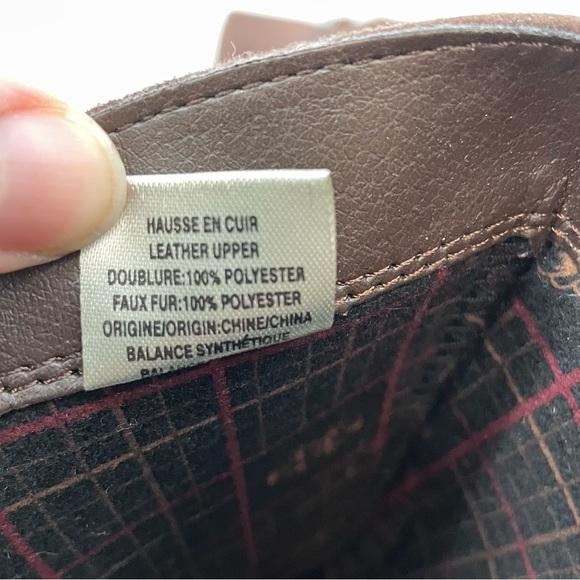 HAUSSE EN CUIR
LEATHER UPPER
DOUBLURE:100% POLYESTER
FAUX FUR:100% POLYESTER
ORIGINE/ORIGIN:CHINE/CHINA
BALANCE SYNTHÉTIQUE